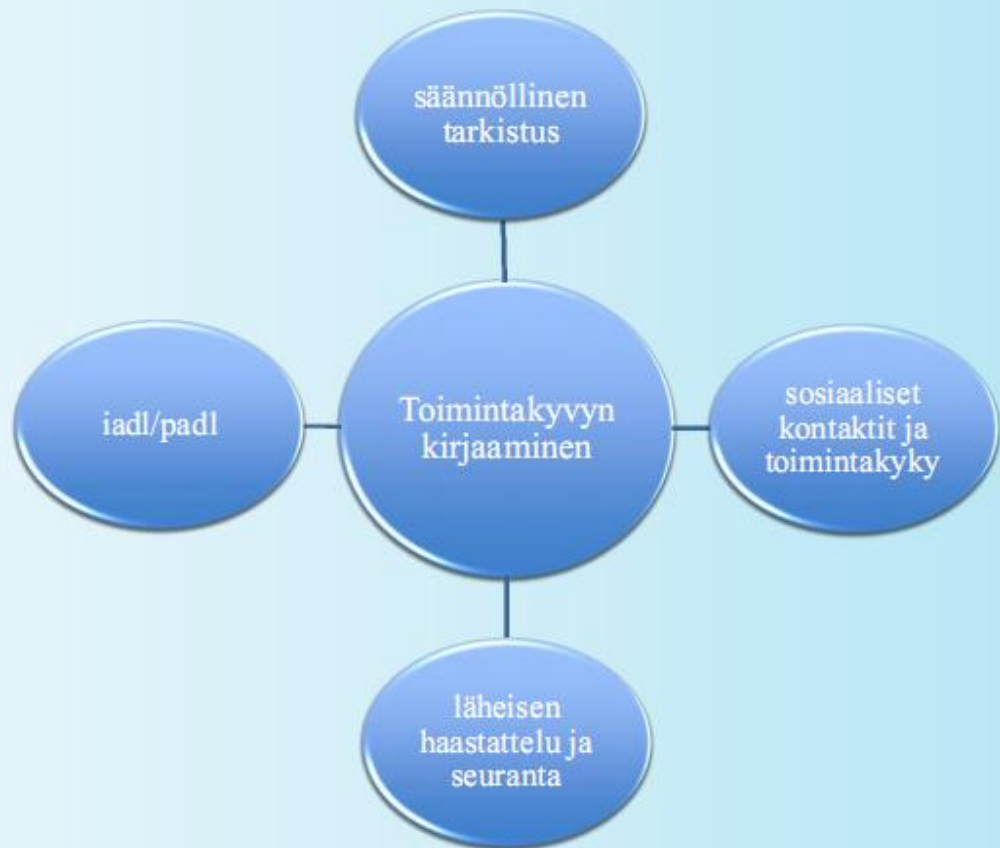 säännöllinen
tarkistus
iadl/padl
Toimintakyvyn
kirjaaminen
sosiaaliset
kontaktit ja
toimintakyky
läheisen
haastattelu ja
seuranta